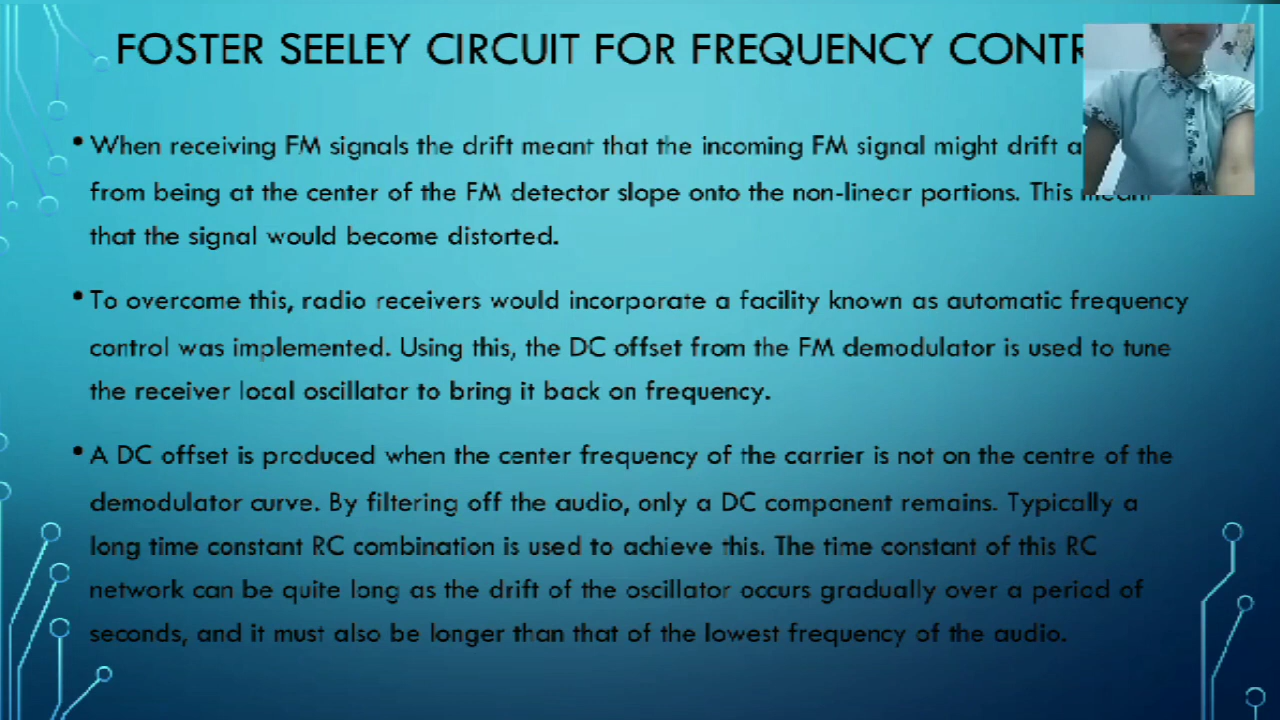 FOSTER SEELEY CIRCUIT FOR FREQUENCY CONTR
• When receiving FM signals the drift meant that the incoming FM signal might drift a
from being at the center of the FM detector slope onto the non-linear portions. This meant
that the signal would become distorted.
• To overcome this, radio receivers would incorporate a facility known as automatic frequency
control was implemented. Using this, the DC offset from the FM demodulator is used to tune
the receiver local oscillator to bring it back on frequency.
• A DC offset is produced when the center frequency of the carrier is not on the centre of the
demodulator curve. By filtering off the audio, only a DC component remains. Typically a
long time constant RC combination is used to achieve this. The time constant of this RC
network can be quite long as the drift of the oscillator occurs gradually over a period of
seconds, and it must also be longer than that of the lowest frequency of the audio.